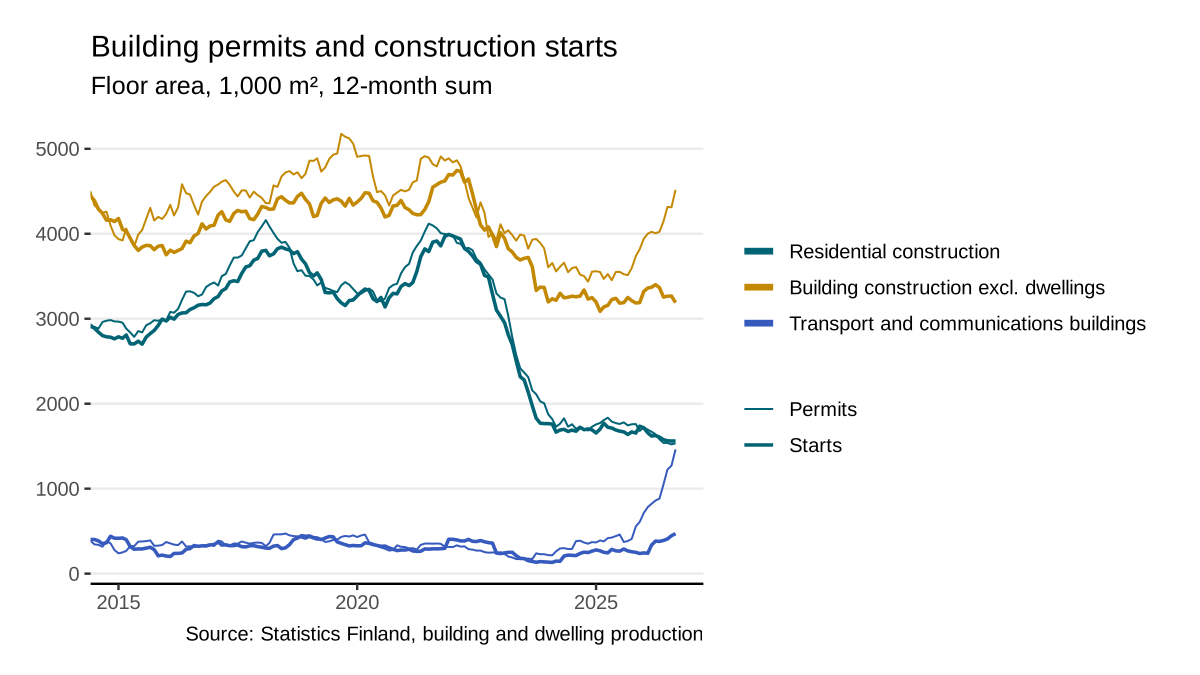 Building permits and construction starts
Floor area, 1,000 m², 12-month sum
5000
4000
3000
2000
1000
0
2015 2020 2025
Residential construction
Building construction excl. dwellings
Transport and communications buildings
Permits
Starts
Source: Statistics Finland, building and dwelling production